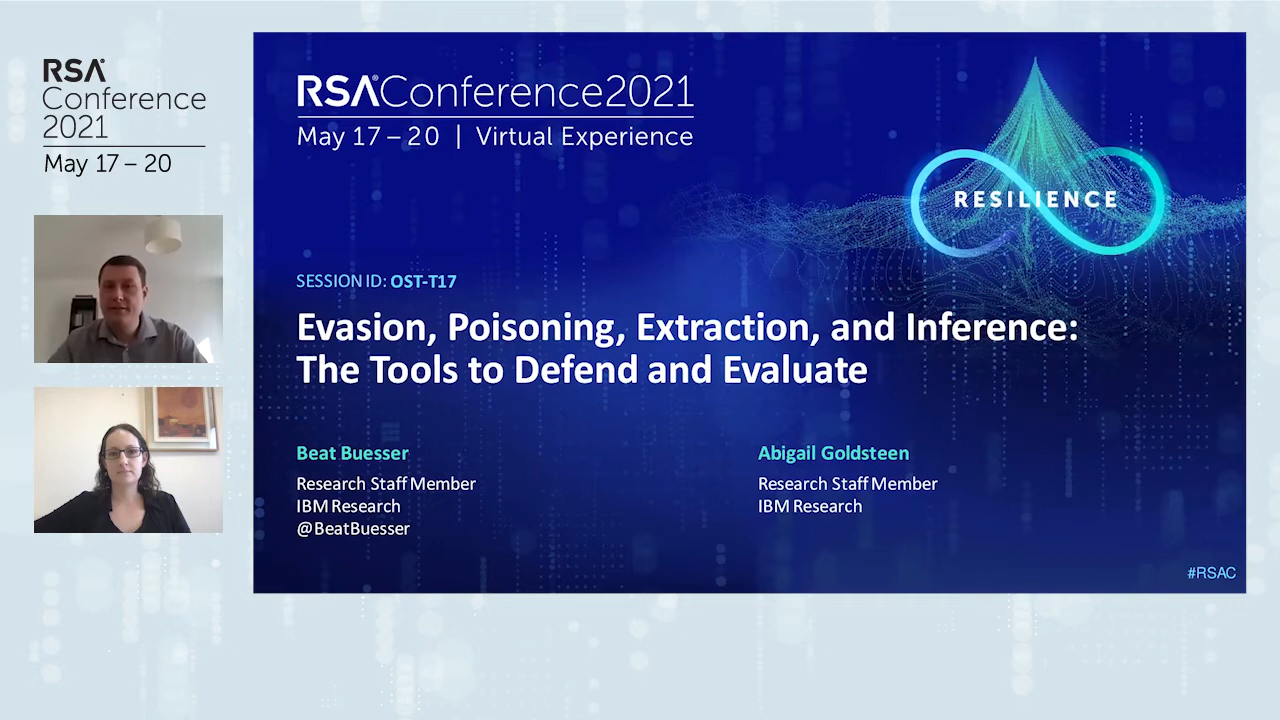 RSA
Conference
2021
May 17 – 20
RSAConference2021
May 17 – 20 | Virtual Experience
RESILIENCE
SESSION ID: OST-T17
Evasion, Poisoning, Extraction, and Inference:
The Tools to Defend and Evaluate
Beat Buesser
Research Staff Member
IBM Research
@BeatBuesser
Abigail Goldsteen
Research Staff Member
IBM Research
#RSAC